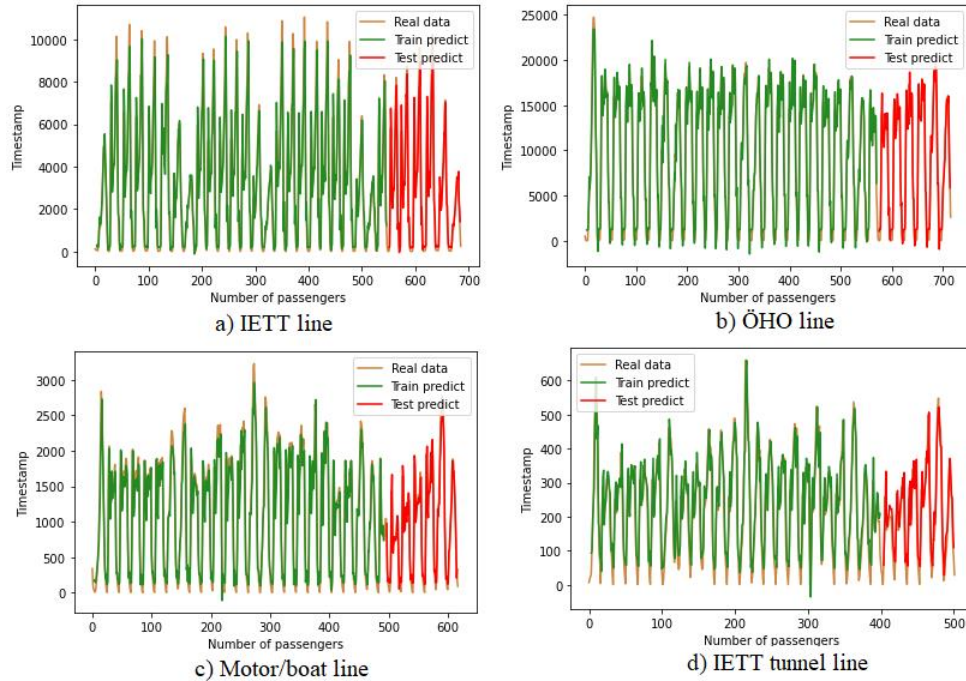 Real data
Train predict
Test predict
10000
8000
6000
4000
2000
0
Timestamp
0 100 200 300 400 500 600 700
Number of passengers
a) IETT line
Real data
Train predict
Test predict
25000
20000
15000
10000
5000
0
Timestamp
0 100 200 300 400 500 600 700
Number of passengers
b) ÖHO line
Real data
Train predict
Test predict
3000
2500
2000
1500
1000
500
0
Timestamp
0 100 200 300 400 500 600
Number of passengers
c) Motor/boat line
Real data
Train predict
Test predict
600
500
400
300
200
100
0
Timestamp
0 100 200 300 400 500
Number of passengers
d) IETT tunnel line